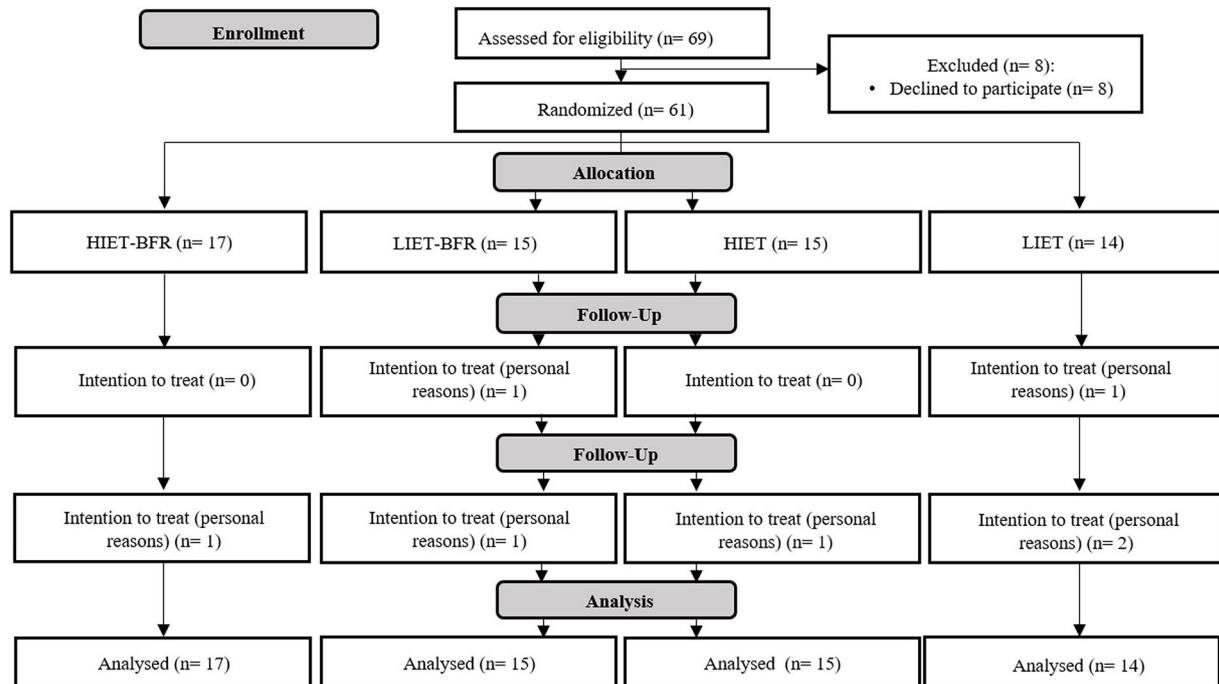 Enrollment
Assessed for eligibility (n= 69)
Excluded (n= 8):
• Declined to participate (n= 8)
Randomized (n= 61)
Allocation
HIET-BFR (n= 17)
LIET-BFR (n= 15)
HIET (n= 15)
LIET (n= 14)
Follow-Up
Intention to treat (n= 0)
Intention to treat (personal
reasons) (n= 1)
Intention to treat (n= 0)
Intention to treat (personal
reasons) (n= 1)
Follow-Up
Intention to treat (personal
reasons) (n= 1)
Intention to treat (personal
reasons) (n= 1)
Intention to treat (personal
reasons) (n= 1)
Intention to treat (personal
reasons) (n= 2)
Analysis
Analysed (n= 17)
Analysed (n= 15)
Analysed (n= 15)
Analysed (n= 14)